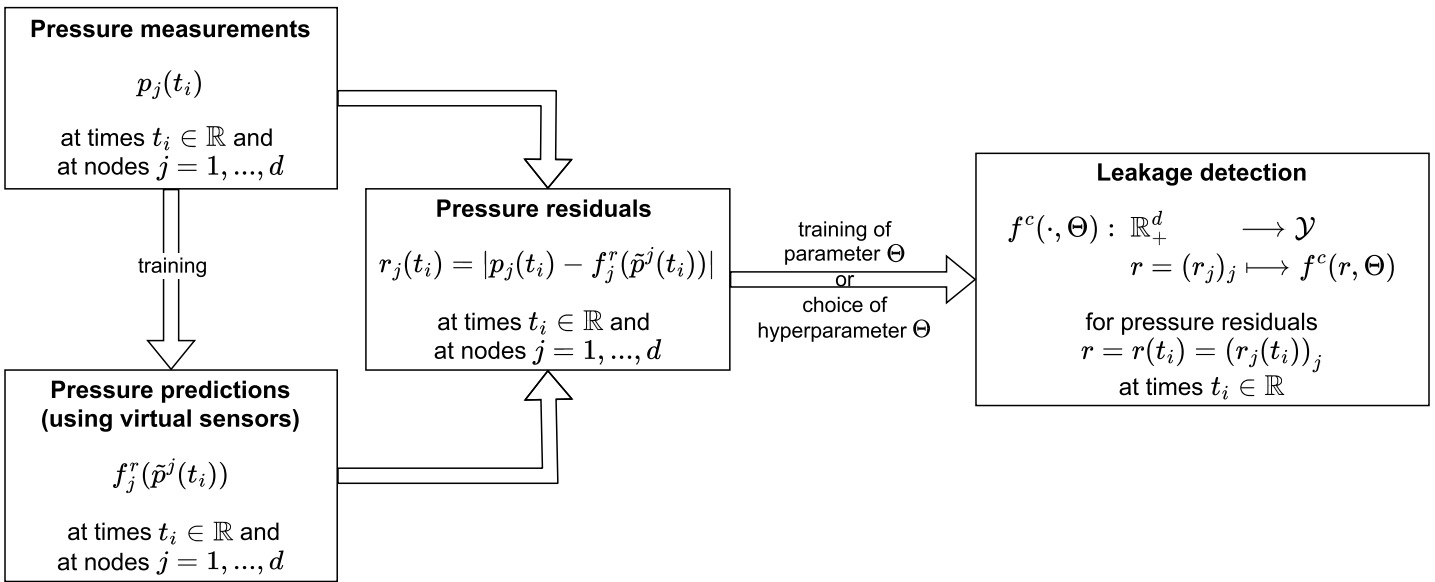 Pressure measurements
p_j(t_i)
at times t_i ∈ ℝ and
at nodes j = 1, ..., d
training
Pressure predictions
(using virtual sensors)
f_j^r(p̃^j(t_i))
at times t_i ∈ ℝ and
at nodes j = 1, ..., d
Pressure residuals
r_j(t_i) = |p_j(t_i) − f_j^r(p̃^j(t_i))|
at times t_i ∈ ℝ and
at nodes j = 1, ..., d
training of
parameter Θ
or
choice of
hyperparameter Θ
Leakage detection
f^c(·, Θ) : ℝ_+^d ⟶ 𝒴
r = (r_j)_j ⟼ f^c(r, Θ)
for pressure residuals
r = r(t_i) = (r_j(t_i))_j
at times t_i ∈ ℝ